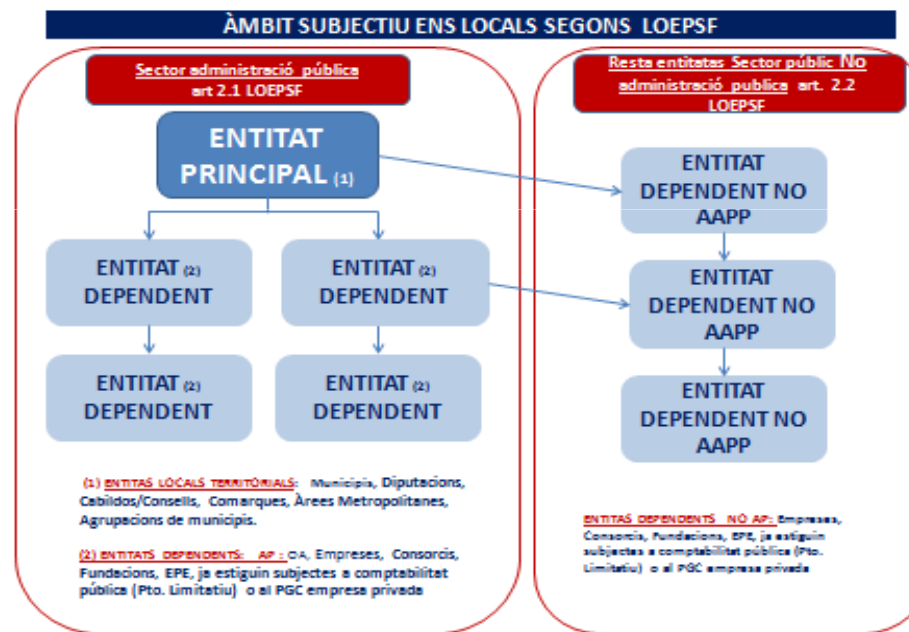 ÀMBIT SUBJECTIU ENS LOCALS SEGONS LOEPSF
Sector administració pública
art 2.1 LOEPSF
ENTITAT
PRINCIPAL (1)
ENTITAT (2)
DEPENDENT
ENTITAT (2)
DEPENDENT
ENTITAT (2)
DEPENDENT
ENTITAT (2)
DEPENDENT
(1) ENTITAS LOCALS TERRITÒRIALS: Municipis, Diputacions,
Cabildos/Consells, Comarques, Àrees Metropolitanes,
Agrupacions de municipis.
(2) ENTITATS DEPENDENTS: AP : OA, Empreses, Consorcis,
Fundacions, EPE, ja estiguin subjectes a comptabilitat
pública (Pto. Limitatiu) o al PGC empresa privada
Resta entitatas Sector públic No
administració publica art. 2.2
LOEPSF
ENTITAT
DEPENDENT NO
AAPP
ENTITAT
DEPENDENT NO
AAPP
ENTITAT
DEPENDENT NO
AAPP
ENTITAS DEPENDENTS NO AP: Empreses,
Consorcis, Fundacions, EPE, ja estiguin
subjectes a comptabilitat pública (Pto.
Limitatiu) o al PGC empresa privada